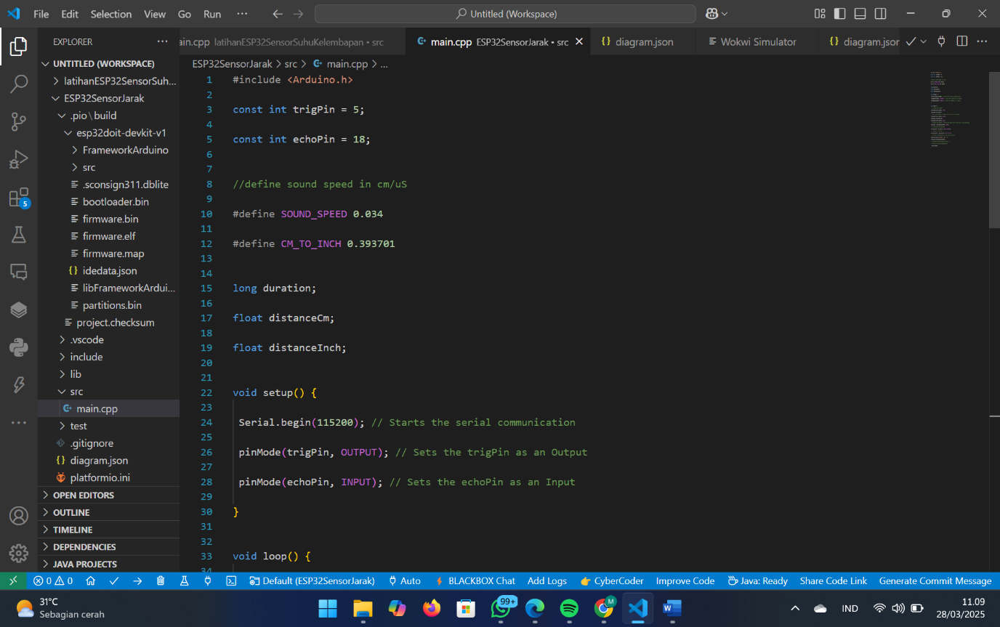 File Edit Selection View Go Run ··· Untitled (Workspace)
EXPLORER ···
UNTITLED (WORKSPACE)
latihanESP32SensorSuh...
ESP32SensorJarak
.pio\build
esp32doit-devkit-v1
FrameworkArduino
src
.sconsign311.dblite
bootloader.bin
firmware.bin
firmware.elf
firmware.map
{} idedata.json
libFrameworkArdui...
partitions.bin
project.checksum
.vscode
include
lib
src
main.cpp
test
.gitignore
{} diagram.json
platformio.ini
OPEN EDITORS
OUTLINE
TIMELINE
DEPENDENCIES
JAVA PROJECTS
5
ain.cpp latihanESP32SensorSuhuKelembapan • src main.cpp ESP32SensorJarak • src {} diagram.json Wokwi Simulator {} diagram.jsor
ESP32SensorJarak > src > main.cpp > ...
1 #include <Arduino.h>
2
3 const int trigPin = 5;
4
5 const int echoPin = 18;
6
7
8 //define sound speed in cm/uS
9
10 #define SOUND_SPEED 0.034
11
12 #define CM_TO_INCH 0.393701
13
14
15 long duration;
16
17 float distanceCm;
18
19 float distanceInch;
20
21
22 void setup() {
23
24 Serial.begin(115200); // Starts the serial communication
25
26 pinMode(trigPin, OUTPUT); // Sets the trigPin as an Output
27
28 pinMode(echoPin, INPUT); // Sets the echoPin as an Input
29
30 }
31
32
33 void loop() {
34
0 0 Default (ESP32SensorJarak) Auto BLACKBOX Chat Add Logs CyberCoder Improve Code Java: Ready Share Code Link Generate Commit Message
31°C
Sebagian cerah
99+
M
W
IND
11.09
28/03/2025